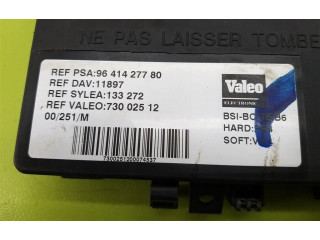 NE PAS LAISSER TOMBE
REF PSA:96 414 277 80
REF DAV:11897
REF SYLEA:133 272
REF VALEO:730 025 12
00/251/M
Valeo
ELECTRONIC
HARD:
SOFT: